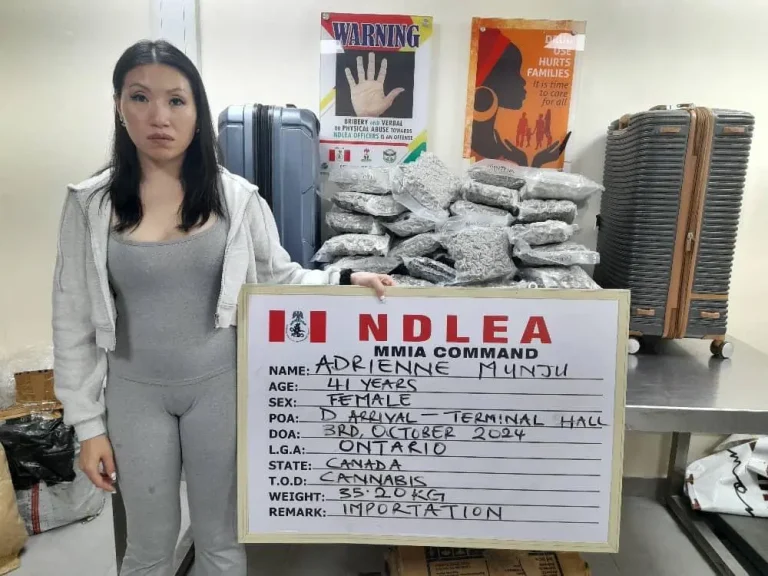 WARNING
BRIBERY AND VERBAL
OR PHYSICAL ABUSE TOWARDS
NDLEA OFFICERS IS AN OFFENSE
DRUG
USE
HURTS
FAMILIES
It is time
to care
for all
NDLEA
MMIA COMMAND
NAME: ADRIENNE MUNJU
AGE: 41 YEARS
SEX: FEMALE
POA: D ARRIVAL - TERMINAL HALL
DOA: 3RD, OCTOBER 2024
L.G.A: ONTARIO
STATE: CANADA
T.O.D: CANNABIS
WEIGHT: 35.20KG
REMARK: IMPORTATION